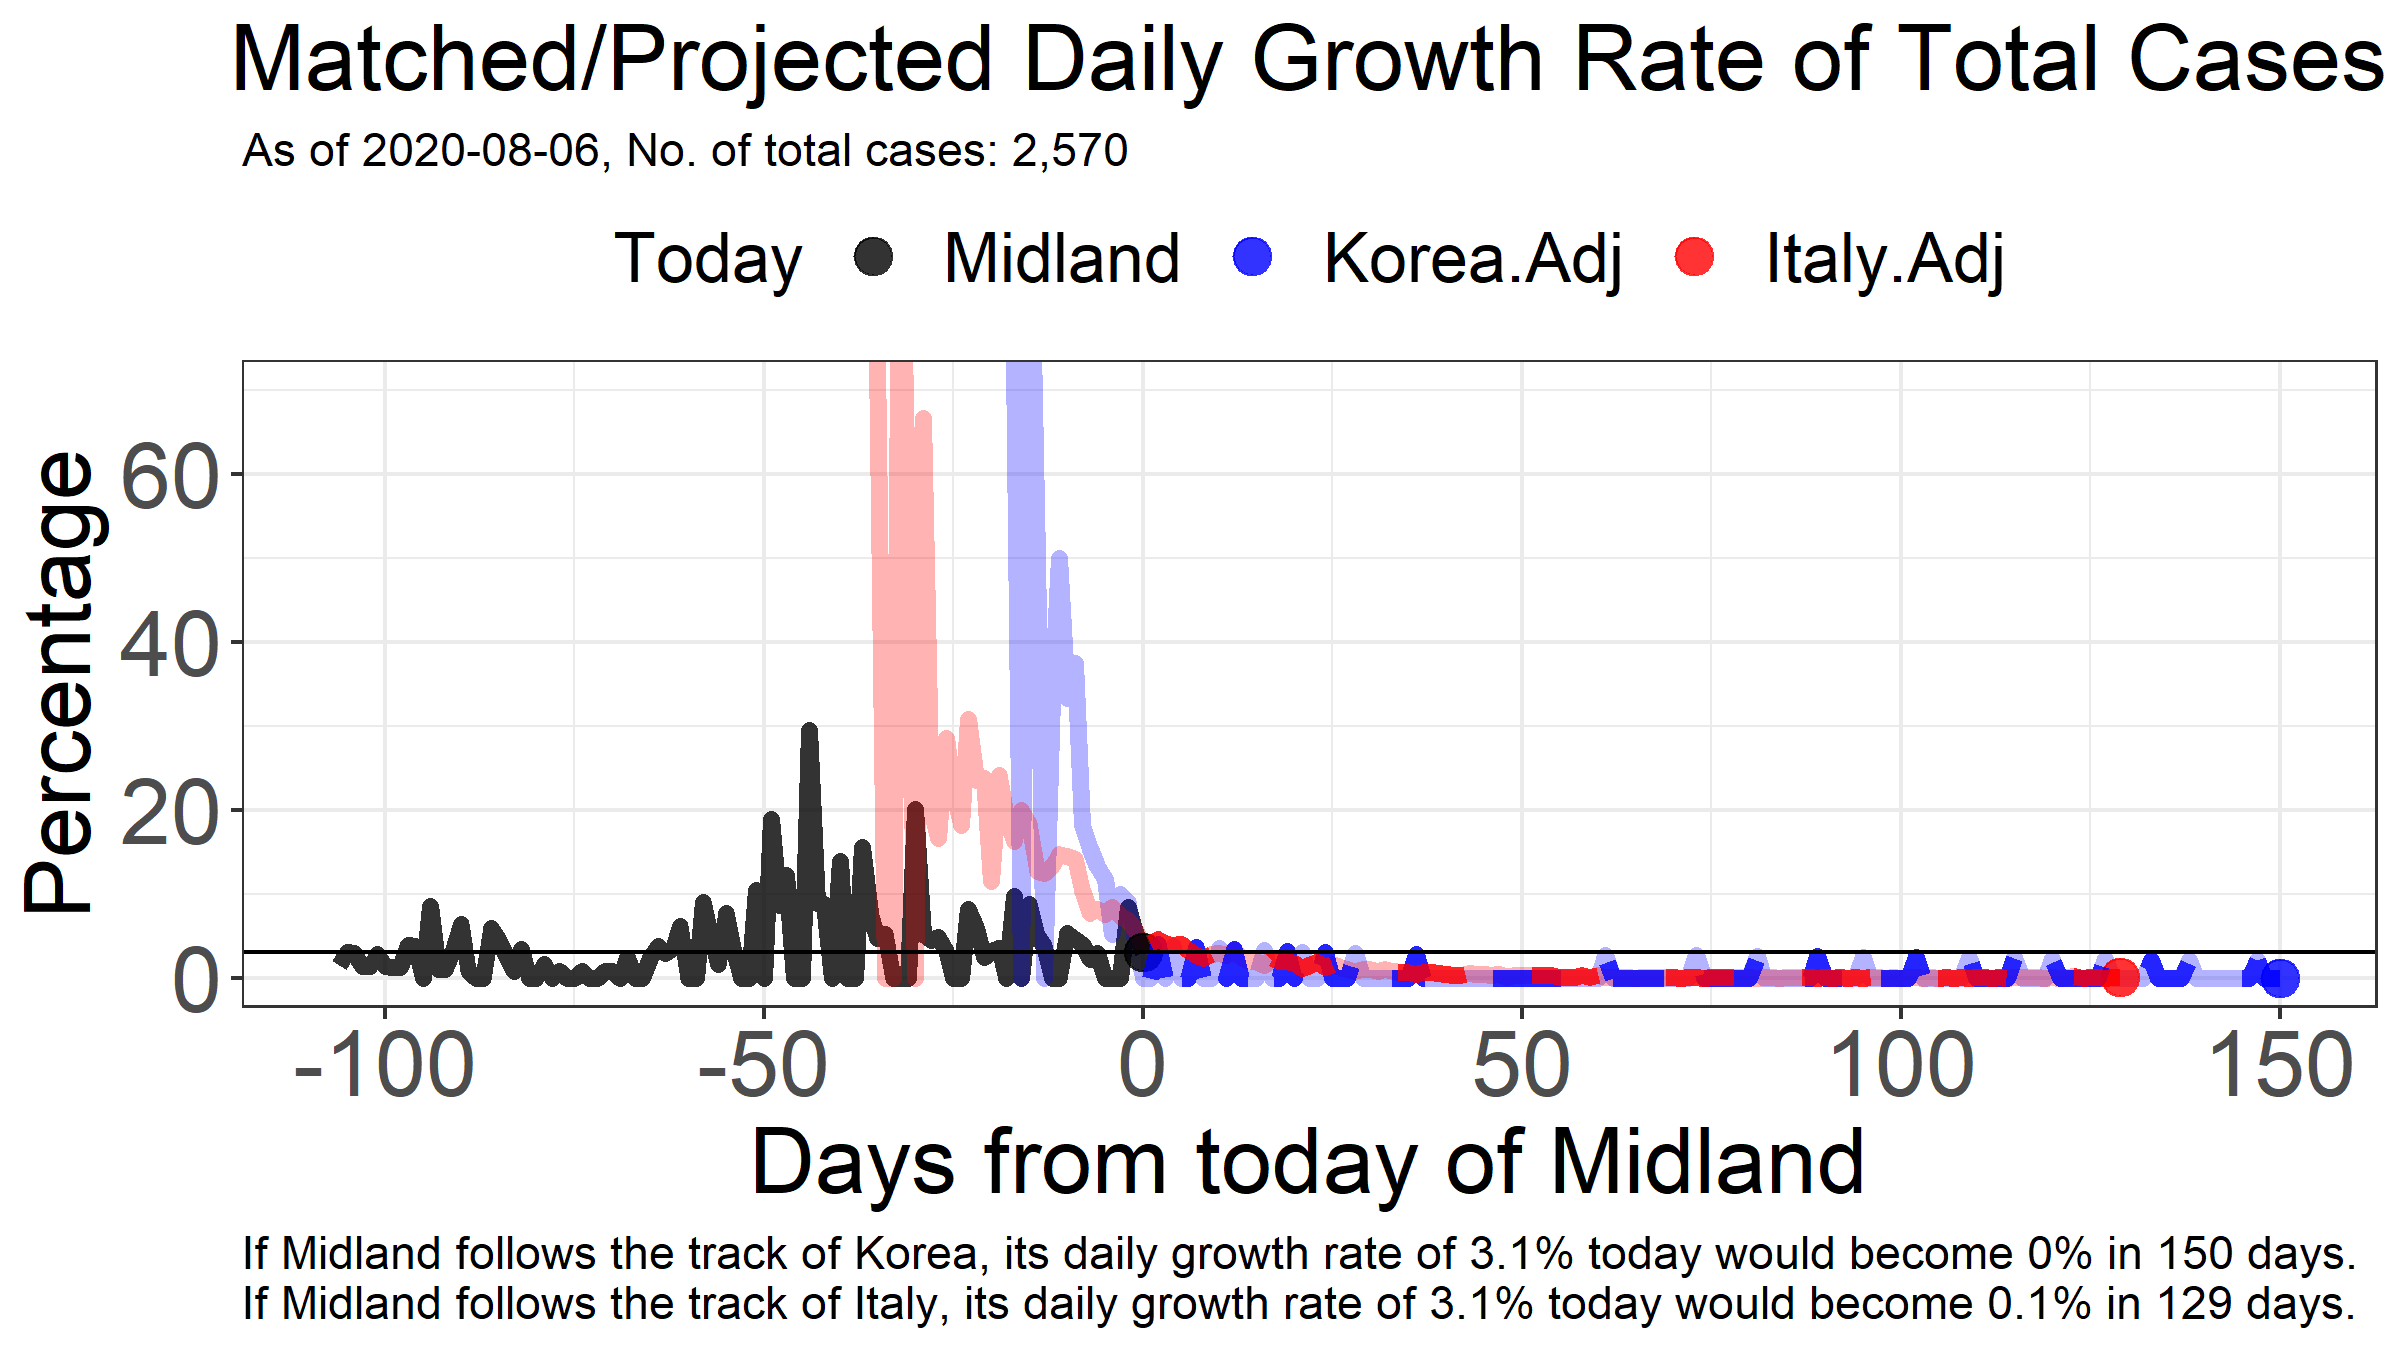 Matched/Projected Daily Growth Rate of Total Cases
As of 2020-08-06, No. of total cases: 2,570
Today Midland Korea.Adj Italy.Adj
Percentage
60
40
20
0
-100 -50 0 50 100 150
Days from today of Midland
If Midland follows the track of Korea, its daily growth rate of 3.1% today would become 0% in 150 days.
If Midland follows the track of Italy, its daily growth rate of 3.1% today would become 0.1% in 129 days.